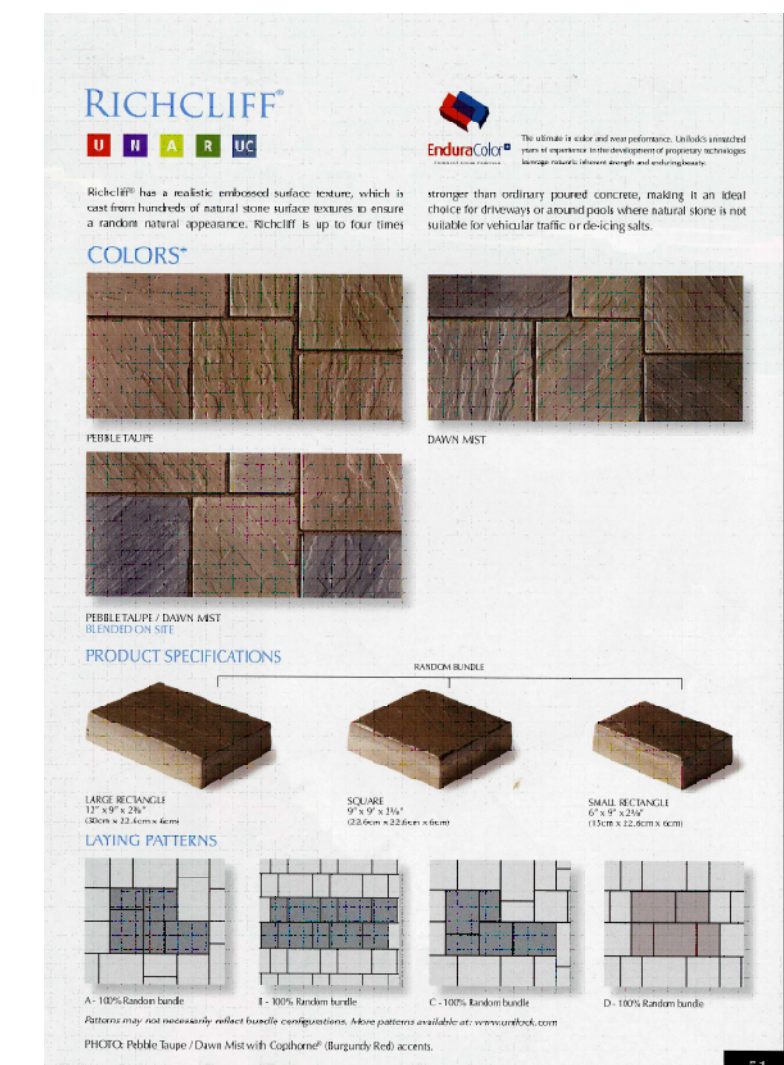 RICHCLIFF®
U N A R UC
EnduraColor
The ultimate in color and wear performance. Unilock's unmatched
years of experience in the development of proprietary technologies
leverage natural's inherent strength and enduring beauty.
Richcliff® has a realistic embossed surface texture, which is
cast from hundreds of natural stone surface textures to ensure
a random natural appearance. Richcliff is up to four times
stronger than ordinary poured concrete, making it an ideal
choice for driveways or around pools where natural stone is not
suitable for vehicular traffic or de-icing salts.
COLORS+
PEBBLE TAUPE
DAWN MIST
PEBBLE TAUPE / DAWN MIST
BLENDED ON SITE
PRODUCT SPECIFICATIONS
RANDOM BUNDLE
LARGE RECTANGLE
12" x 9" x 2⅜"
(30cm x 22.6cm x 6cm)
SQUARE
9" x 9" x 2⅜"
(22.6cm x 22.6cm x 6cm)
SMALL RECTANGLE
6" x 9" x 2⅜"
(15cm x 22.6cm x 6cm)
LAYING PATTERNS
A - 100% Random bundle
B - 100% Random bundle
C - 100% Random bundle
D - 100% Random bundle
Patterns may not necessarily reflect bundle configurations. More patterns available at: www.unilock.com
PHOTO: Pebble Taupe / Dawn Mist with Copthorne® (Burgundy Red) accents.